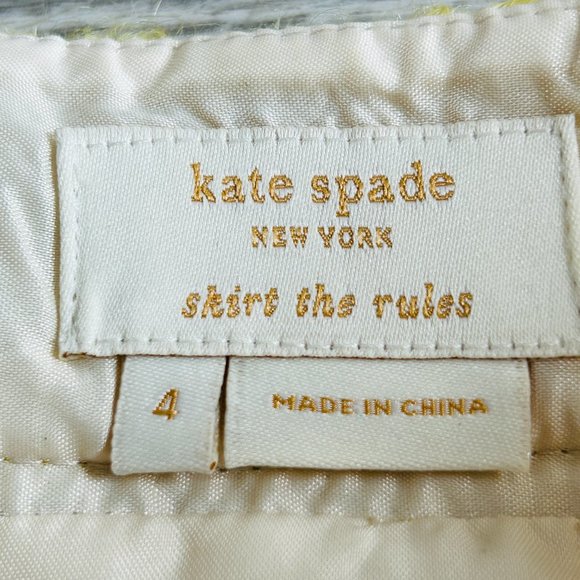 kate spade
NEW YORK
skirt the rules
4
MADE IN CHINA